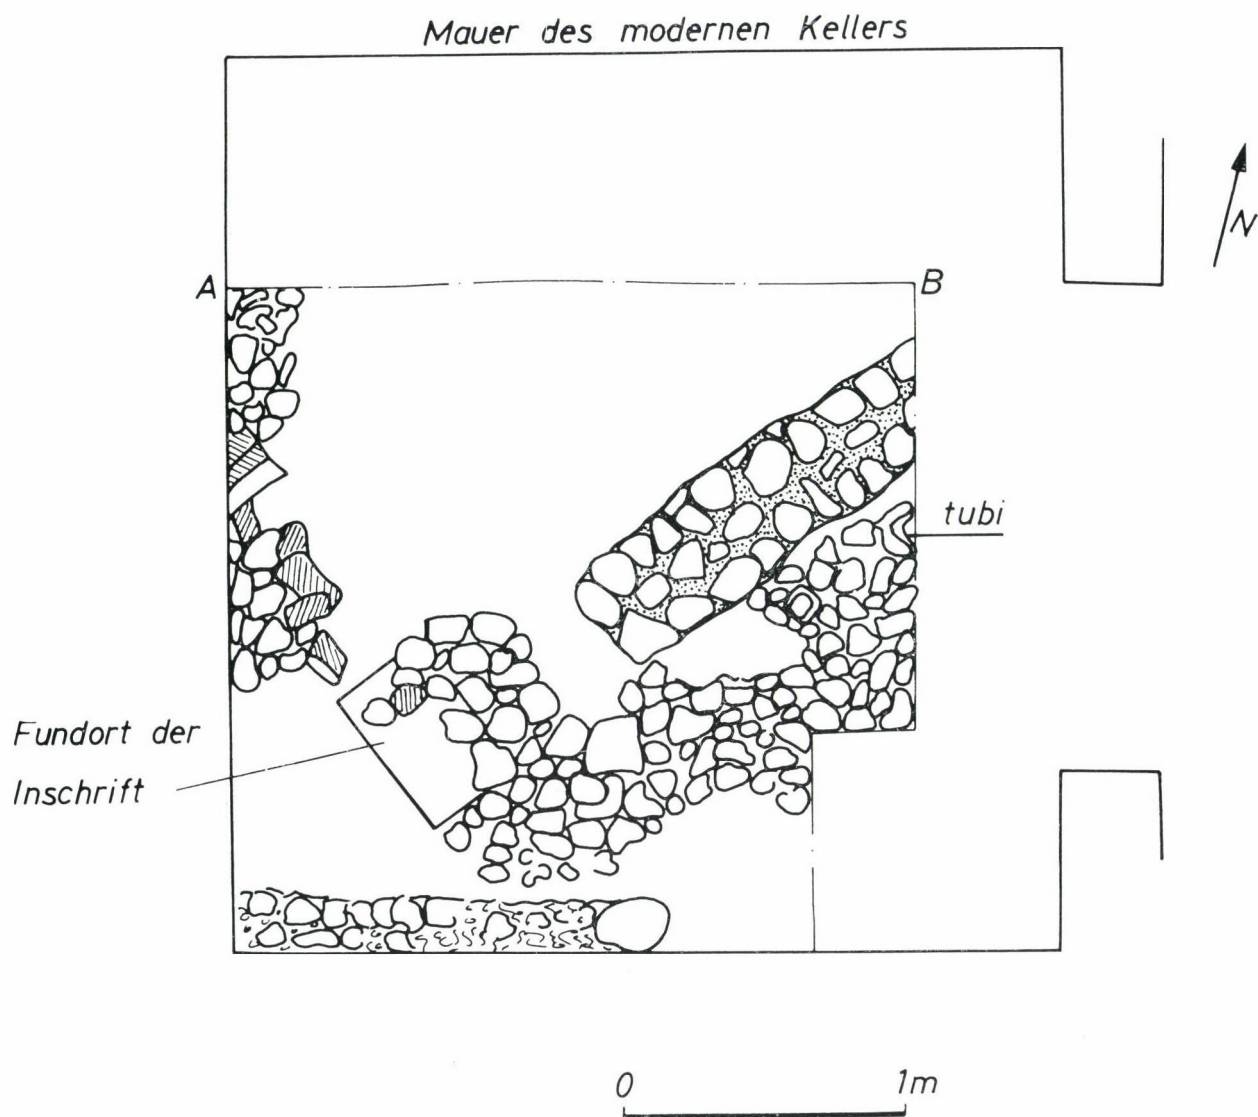 Mauer des modernen Kellers
N
A
B
tubi
Fundort der
Inschrift
0
1m